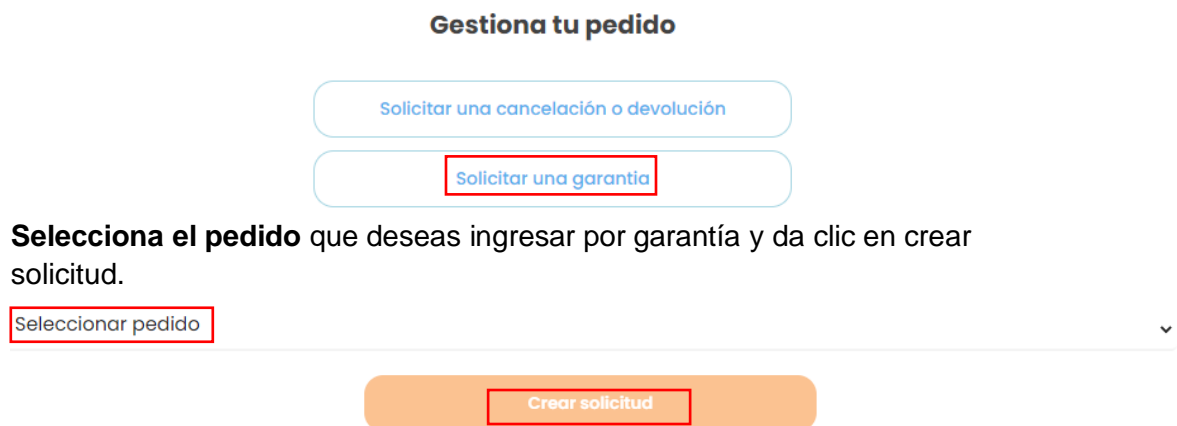 Gestiona tu pedido
Solicitar una cancelación o devolución
Solicitar una garantia
Selecciona el pedido que deseas ingresar por garantía y da clic en crear
solicitud.
Seleccionar pedido
Crear solicitud